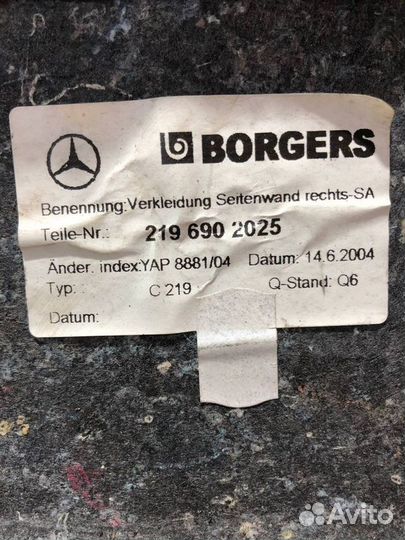 BORGERS
Benennung:Verkleidung Seitenwand rechts-SA
Teile-Nr.: 219 690 2025
Änder. index:YAP 8881/04 Datum: 14.6.2004
Typ: C 219 Q-Stand: Q6
Datum:
Avito